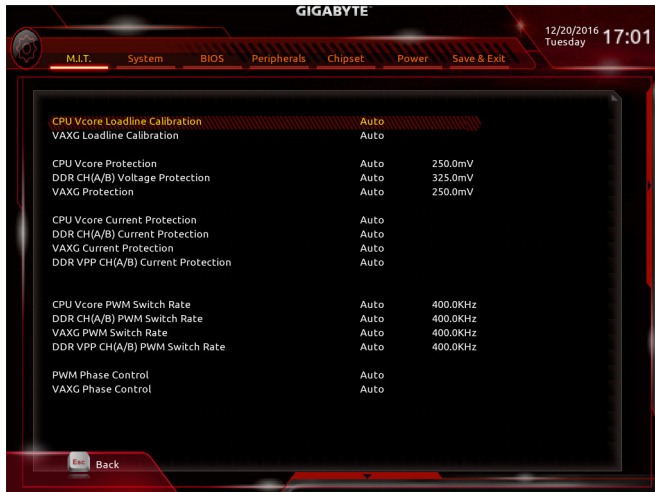 GIGABYTE
12/20/2016 17:01
Tuesday
M.I.T. System BIOS Peripherals Chipset Power Save & Exit
CPU Vcore Loadline Calibration Auto
VAXG Loadline Calibration Auto
CPU Vcore Protection Auto 250.0mV
DDR CH(A/B) Voltage Protection Auto 325.0mV
VAXG Protection Auto 250.0mV
CPU Vcore Current Protection Auto
DDR CH(A/B) Current Protection Auto
VAXG Current Protection Auto
DDR VPP CH(A/B) Current Protection Auto
CPU Vcore PWM Switch Rate Auto 400.0KHz
DDR CH(A/B) PWM Switch Rate Auto 400.0KHz
VAXG PWM Switch Rate Auto 400.0KHz
DDR VPP CH(A/B) PWM Switch Rate Auto 400.0KHz
PWM Phase Control Auto
VAXG Phase Control Auto
Esc Back